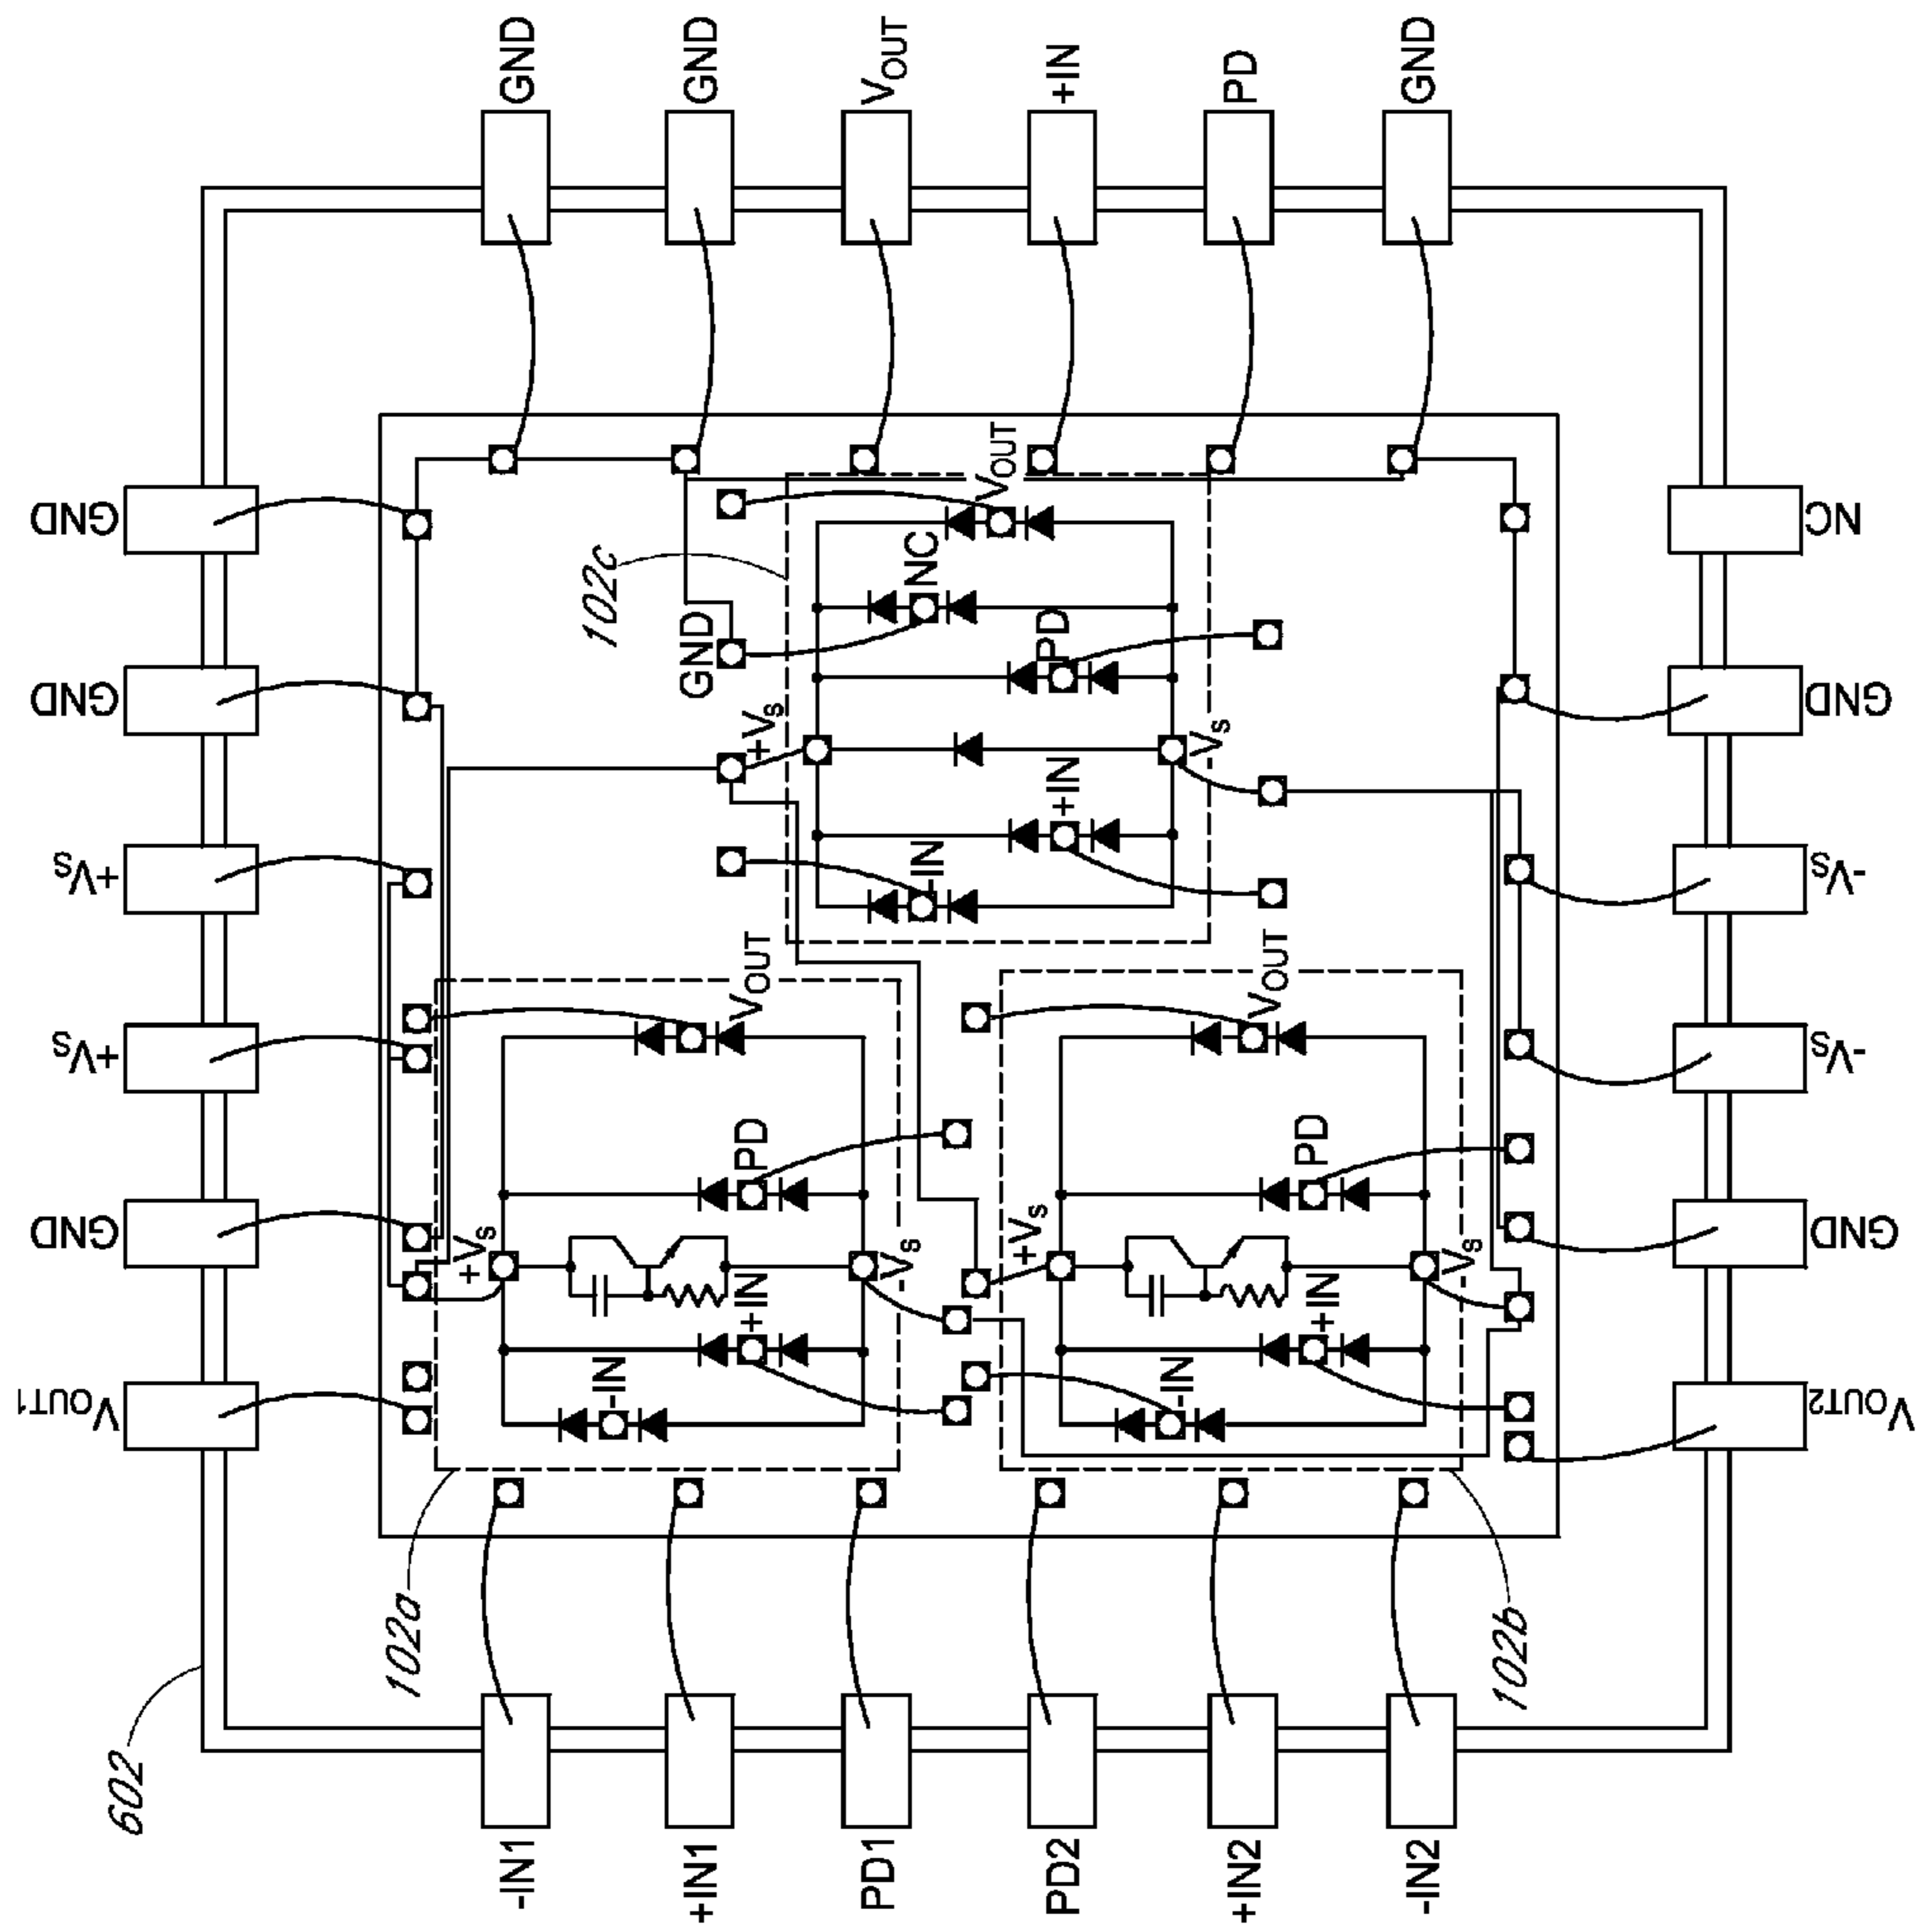 GND
GND
VOUT
+IN
PD
GND
GND
GND
+VS
+VS
GND
VOUT1
NC
GND
-VS
-VS
GND
VOUT2
102c
VOUT
NC
GND
PD
+Vs
-Vs
+IN
-IN
VOUT
PD
+Vs
-Vs
+IN
-IN
VOUT
PD
+Vs
-Vs
+IN
-IN
102a
102b
602
-IN1
+IN1
PD1
PD2
+IN2
-IN2